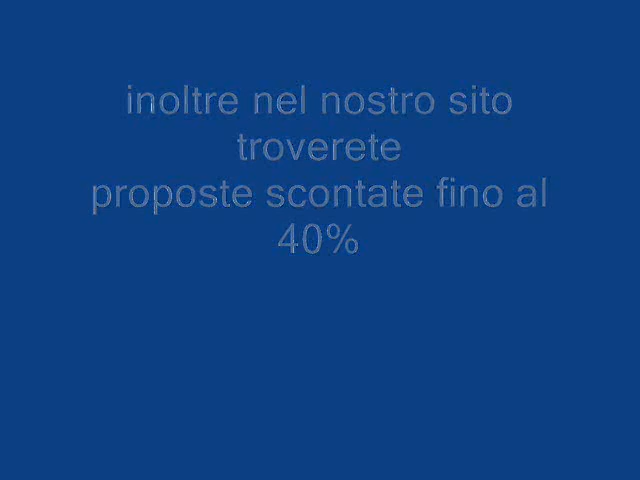 inoltre nel nostro sito
troverete
proposte scontate fino al
40%